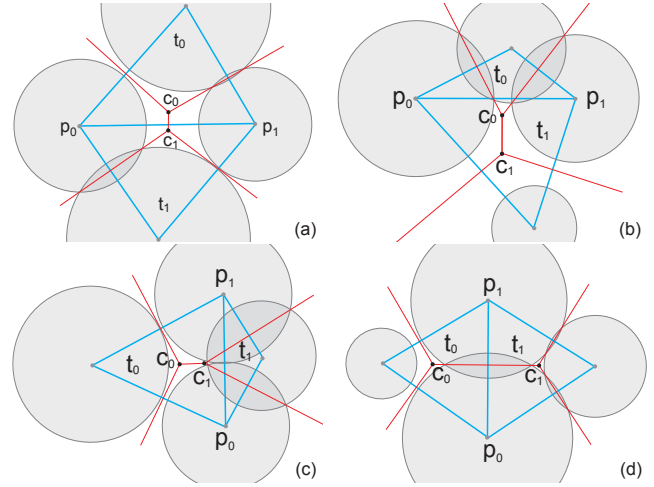 t₀
p₀ c₀ p₁
c₁
t₁
(a)
t₀
p₀ p₁
c₀ t₁
c₁
(b)
p₁
t₀ c₀ t₁
c₁
p₀
(c)
p₁
t₀ t₁
c₀ c₁
p₀
(d)